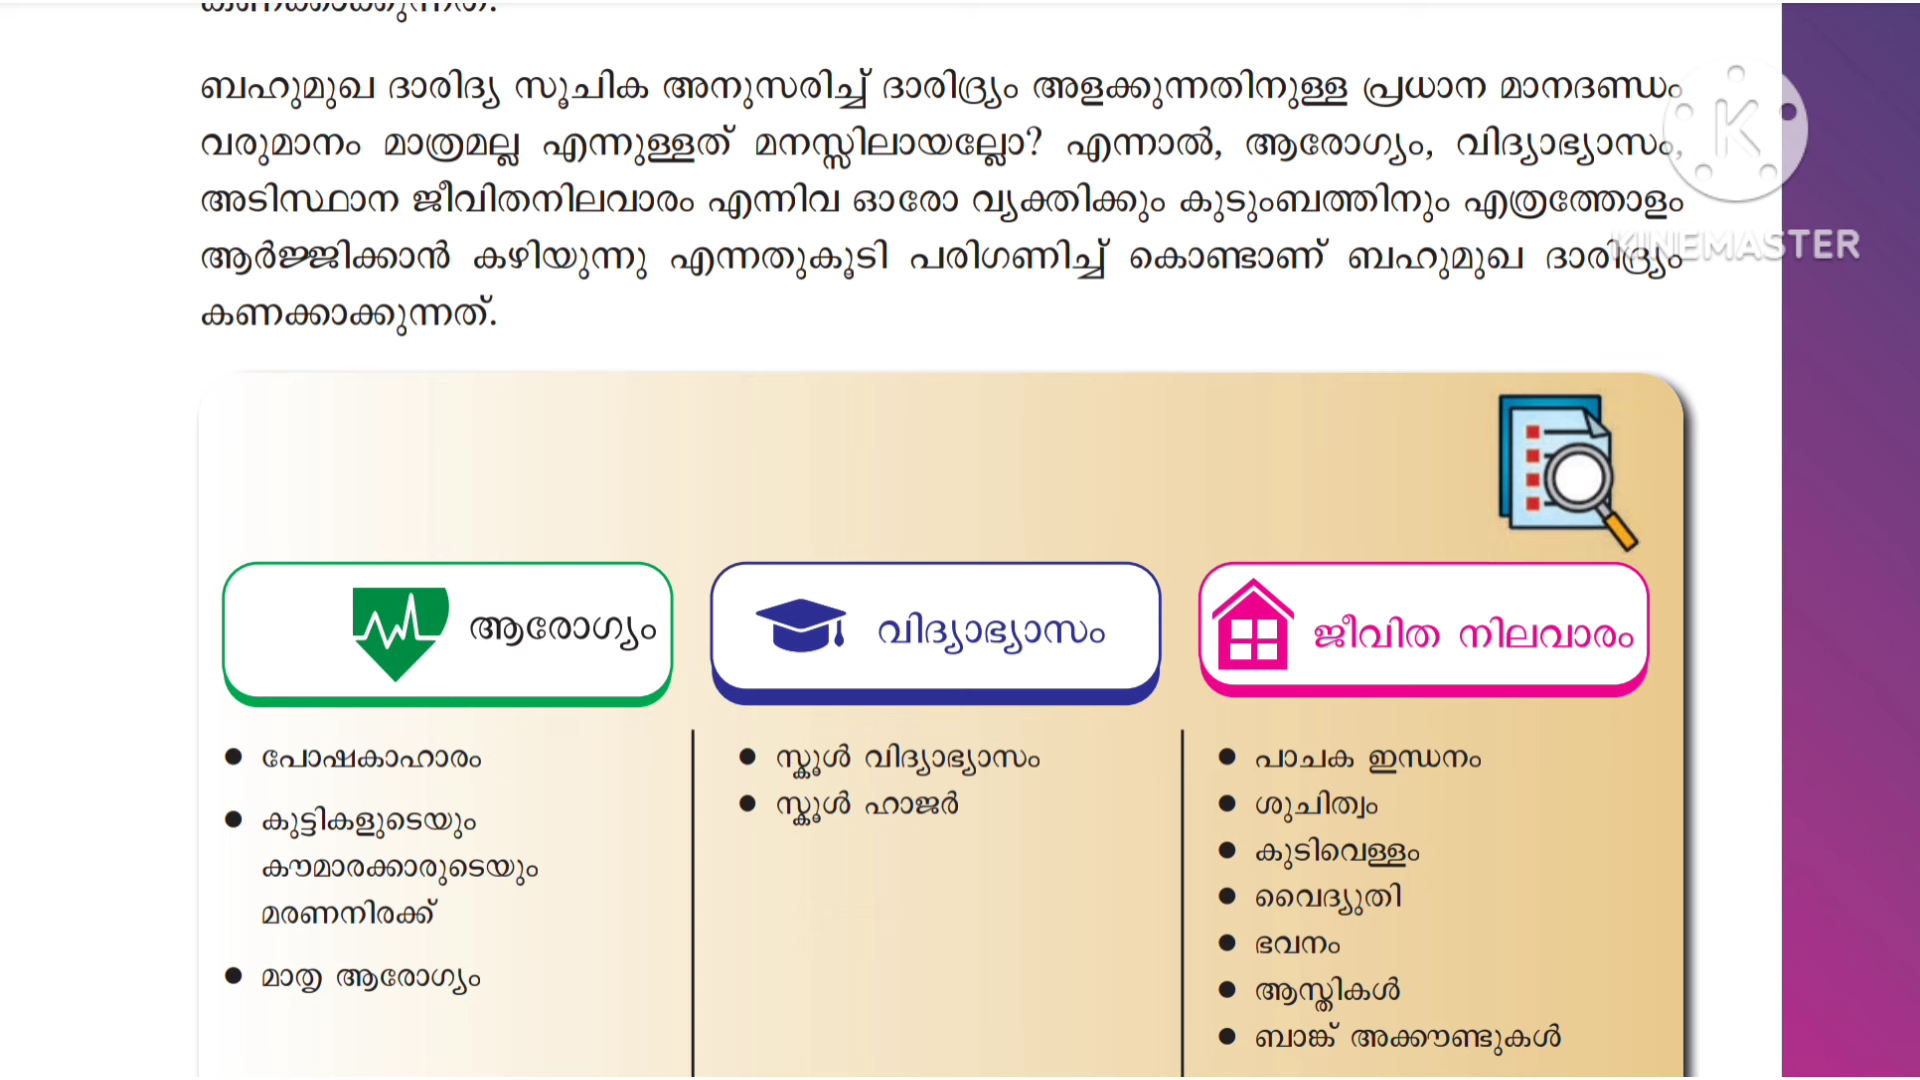 കണക്കാക്കുന്നത്.
ബഹുമുഖ ദാരിദ്യ സൂചിക അനുസരിച്ച് ദാരിദ്ര്യം അളക്കുന്നതിനുള്ള പ്രധാന മാനദണ്ഡം
വരുമാനം മാത്രമല്ല എന്നുള്ളത് മനസ്സിലായല്ലോ? എന്നാൽ, ആരോഗ്യം, വിദ്യാഭ്യാസം,
അടിസ്ഥാന ജീവിതനിലവാരം എന്നിവ ഓരോ വ്യക്തിക്കും കുടുംബത്തിനും എത്രത്തോളം
ആർജ്ജിക്കാൻ കഴിയുന്നു എന്നതുകൂടി പരിഗണിച്ച് കൊണ്ടാണ് ബഹുമുഖ ദാരിദ്ര്യം
കണക്കാക്കുന്നത്.
K
KINEMASTER
ആരോഗ്യം
പോഷകാഹാരം
കുട്ടികളുടെയും
കൗമാരക്കാരുടെയും
മരണനിരക്ക്
മാതൃ ആരോഗ്യം
വിദ്യാഭ്യാസം
സ്കൂൾ വിദ്യാഭ്യാസം
സ്കൂൾ ഹാജർ
ജീവിത നിലവാരം
പാചക ഇന്ധനം
ശുചിത്വം
കുടിവെള്ളം
വൈദ്യുതി
ഭവനം
ആസ്തികൾ
ബാങ്ക് അക്കൗണ്ടുകൾ